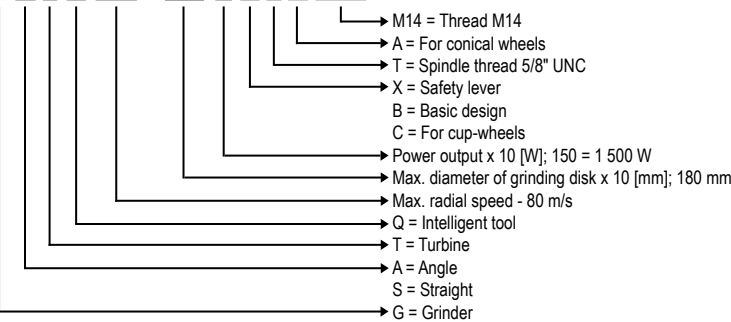 M14 = Thread M14
A = For conical wheels
T = Spindle thread 5/8" UNC
X = Safety lever
B = Basic design
C = For cup-wheels
Power output x 10 [W]; 150 = 1 500 W
Max. diameter of grinding disk x 10 [mm]; 180 mm
Max. radial speed - 80 m/s
Q = Intelligent tool
T = Turbine
A = Angle
S = Straight
G = Grinder